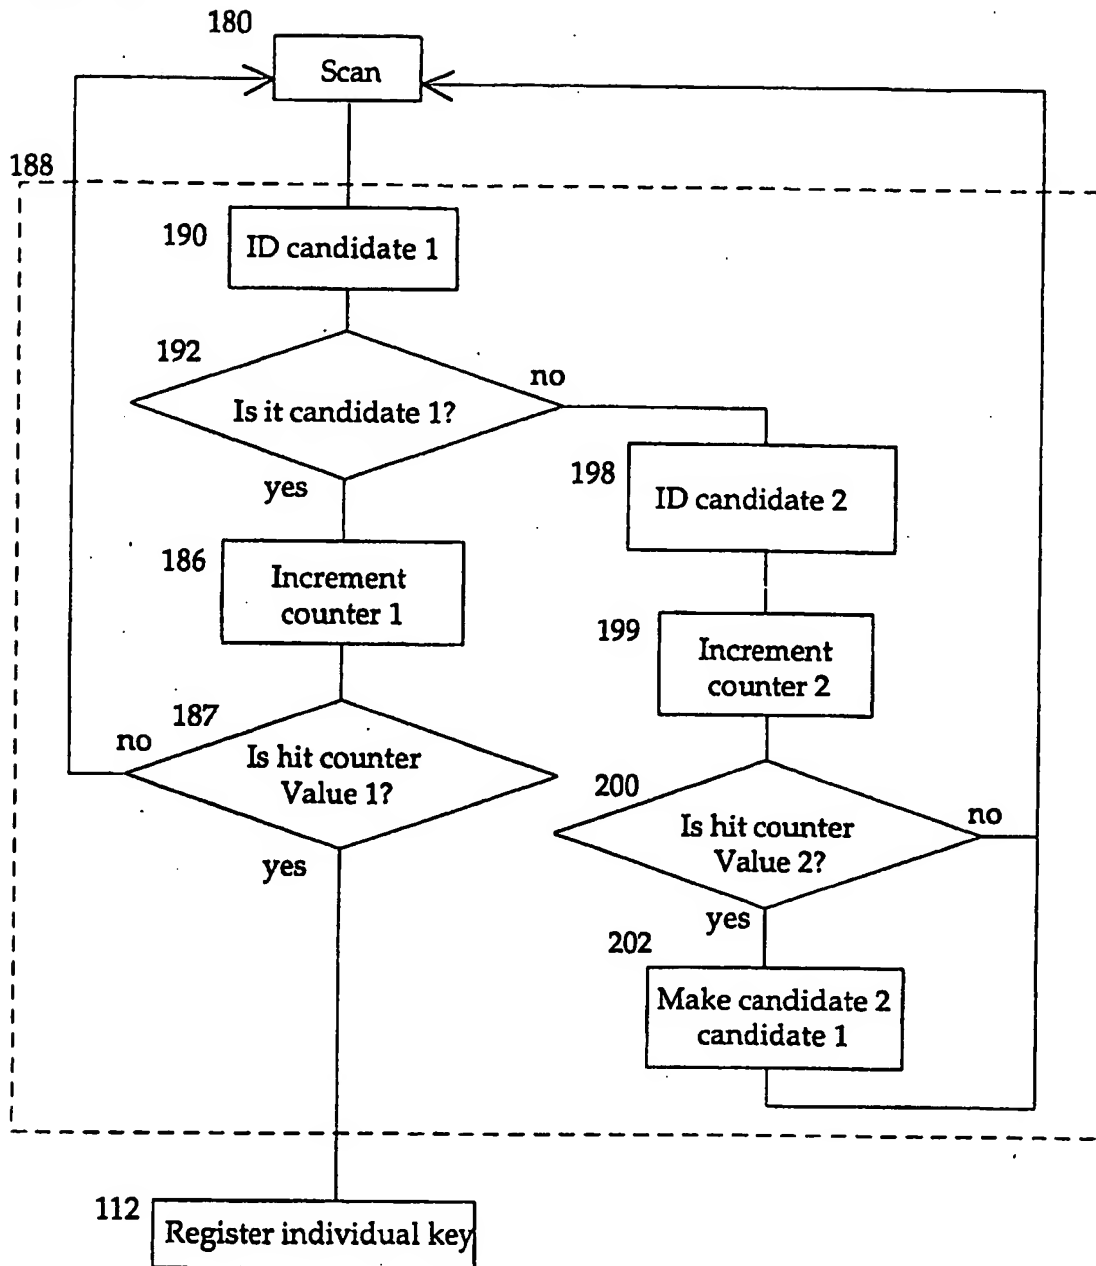 180
Scan
188
190
ID candidate 1
192
no
Is it candidate 1?
yes
198
ID candidate 2
186
Increment
counter 1
199
Increment
counter 2
187
no
Is hit counter
Value 1?
yes
200
no
Is hit counter
Value 2?
yes
202
Make candidate 2
candidate 1
112
Register individual key